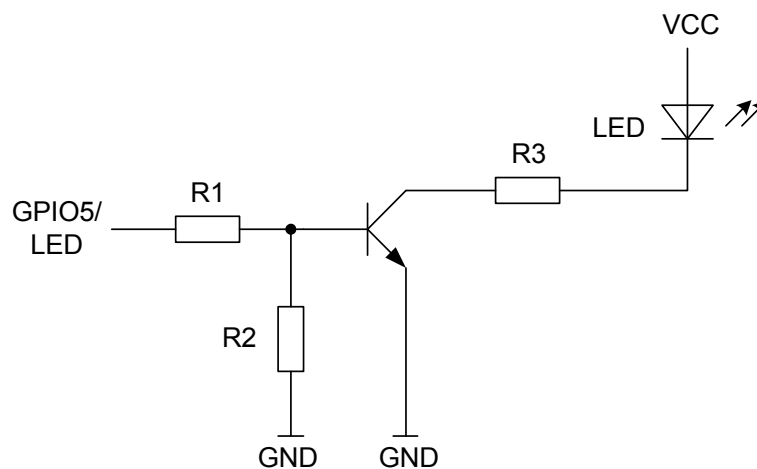 VCC
LED
R3
R1
GPIO5/
LED
R2
GND
GND